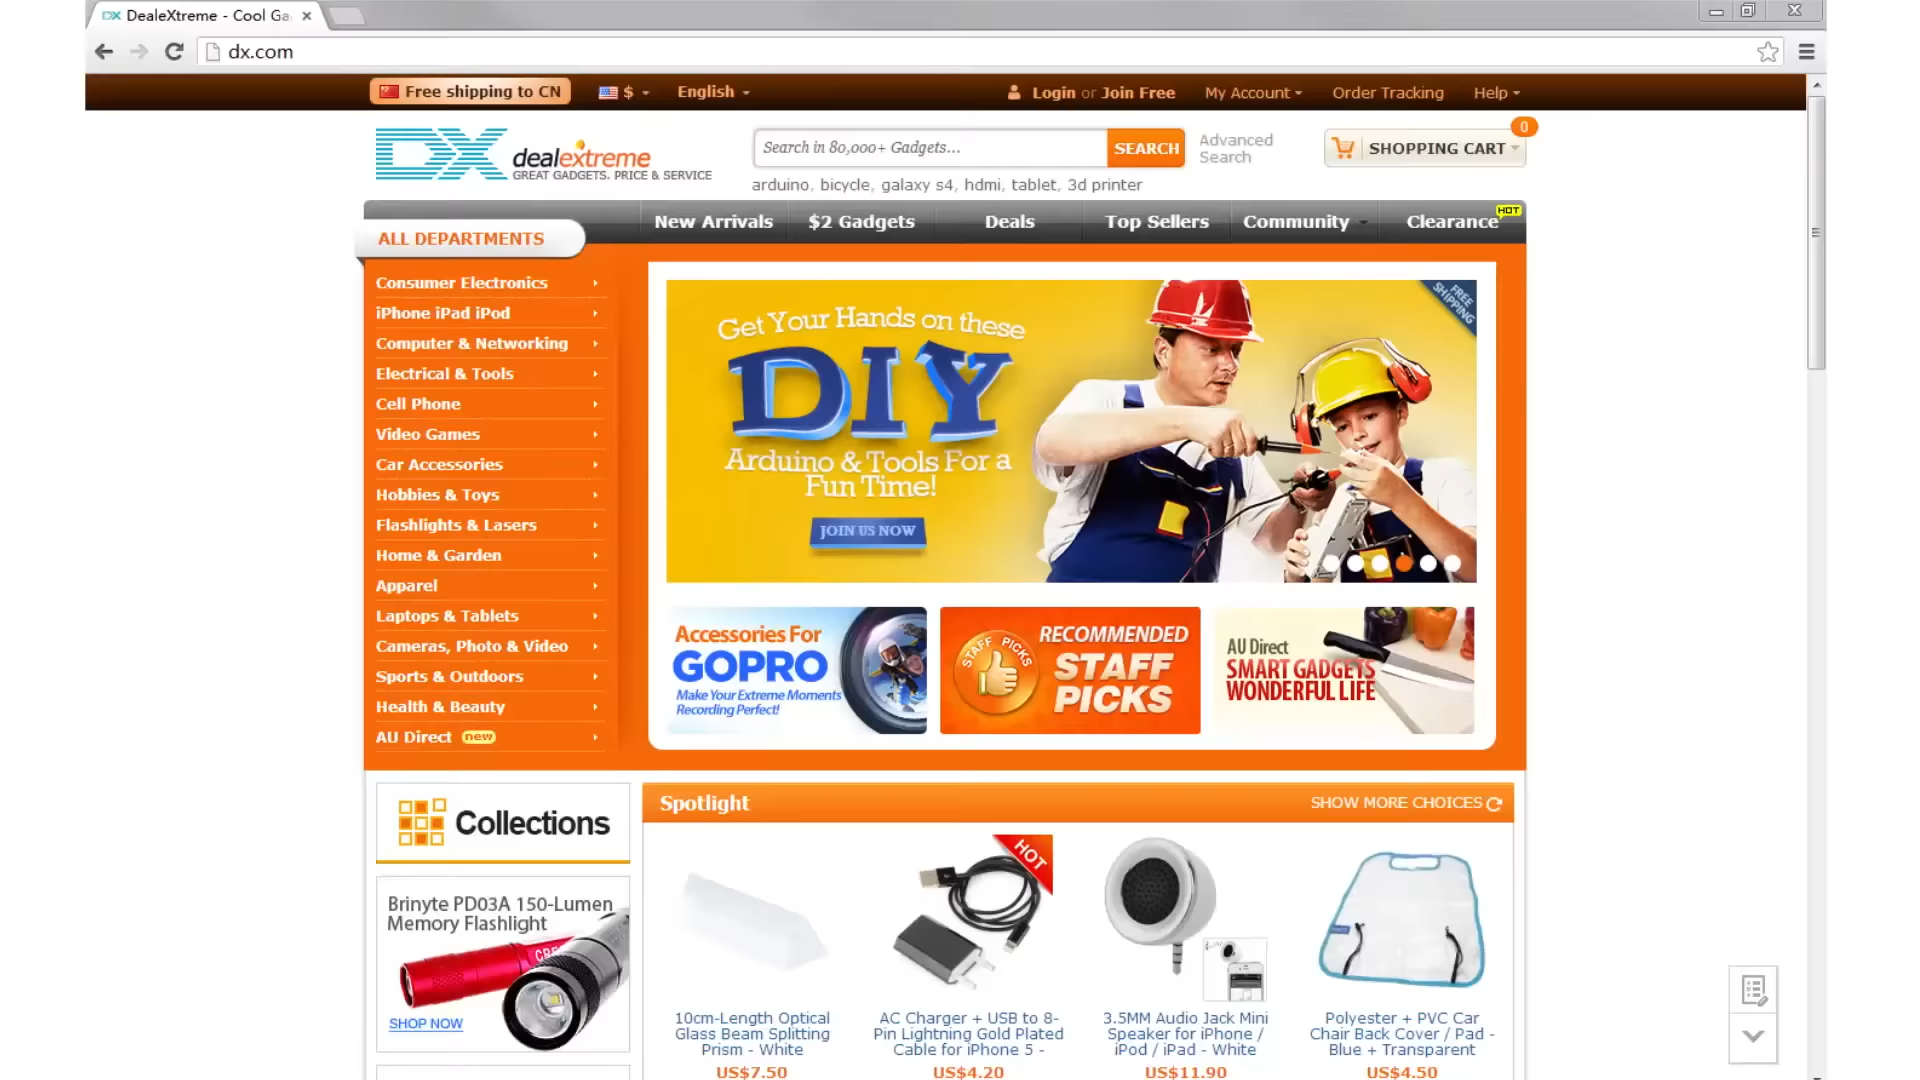 DX DealeXtreme - Cool Ga
dx.com
Free shipping to CN
$
English
Login or Join Free
My Account
Order Tracking
Help
DX
dealextreme
GREAT GADGETS. PRICE & SERVICE
Search in 80,000+ Gadgets...
SEARCH
Advanced
Search
0
SHOPPING CART
arduino, bicycle, galaxy s4, hdmi, tablet, 3d printer
ALL DEPARTMENTS
New Arrivals
$2 Gadgets
Deals
Top Sellers
Community
Clearance
HOT
Consumer Electronics
iPhone iPad iPod
Computer & Networking
Electrical & Tools
Cell Phone
Video Games
Car Accessories
Hobbies & Toys
Flashlights & Lasers
Home & Garden
Apparel
Laptops & Tablets
Cameras, Photo & Video
Sports & Outdoors
Health & Beauty
AU Direct new
Get Your Hands on these
DIY
Arduino & Tools For a
Fun Time!
JOIN US NOW
FREE
SHIPPING
Accessories For
GOPRO
Make Your Extreme Moments
Recording Perfect!
STAFF PICKS
RECOMMENDED
STAFF
PICKS
AU Direct
SMART GADGETS
WONDERFUL LIFE
Collections
Brinyte PD03A 150-Lumen
Memory Flashlight
CRE
SHOP NOW
Spotlight
SHOW MORE CHOICES
HOT
10cm-Length Optical
Glass Beam Splitting
Prism - White
US$7.50
AC Charger + USB to 8-
Pin Lightning Gold Plated
Cable for iPhone 5 -
US$4.20
3.5MM Audio Jack Mini
Speaker for iPhone /
iPod / iPad - White
US$11.90
Polyester + PVC Car
Chair Back Cover / Pad -
Blue + Transparent
US$4.50